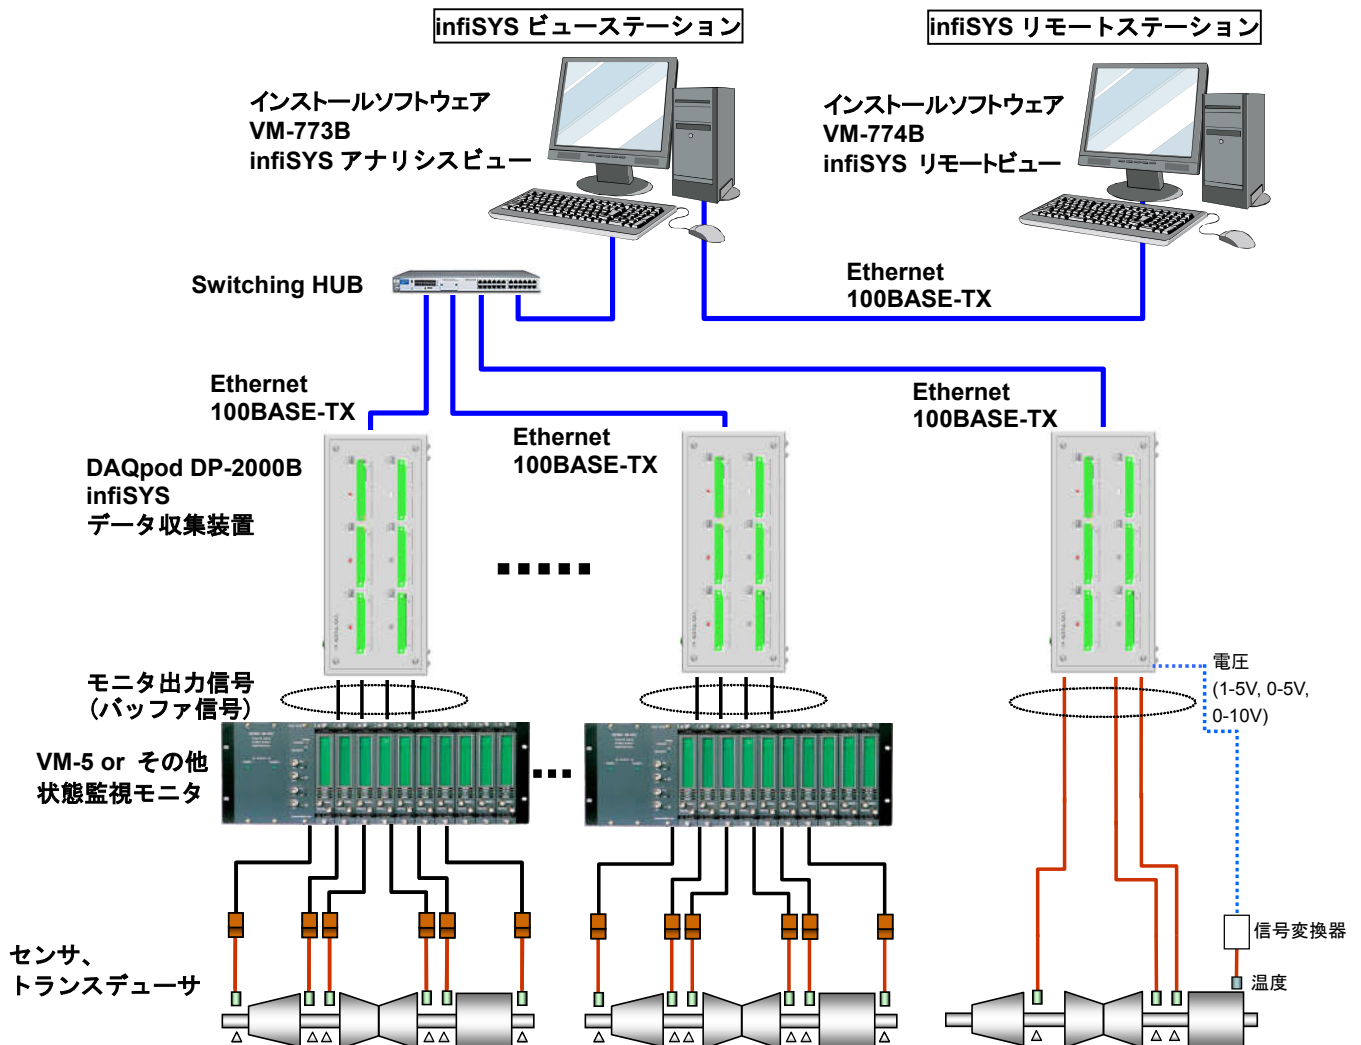 infiSYS ビューステーション
infiSYS リモートステーション
インストールソフトウェア
VM-773B
infiSYS アナリシスビュー
インストールソフトウェア
VM-774B
infiSYS リモートビュー
Switching HUB
Ethernet
100BASE-TX
Ethernet
100BASE-TX
Ethernet
100BASE-TX
Ethernet
100BASE-TX
DAQpod DP-2000B
infiSYS
データ収集装置
モニタ出力信号
(バッファ信号)
電圧
(1-5V, 0-5V,
0-10V)
VM-5 or その他
状態監視モニタ
センサ、
トランスデューサ
信号変換器
温度